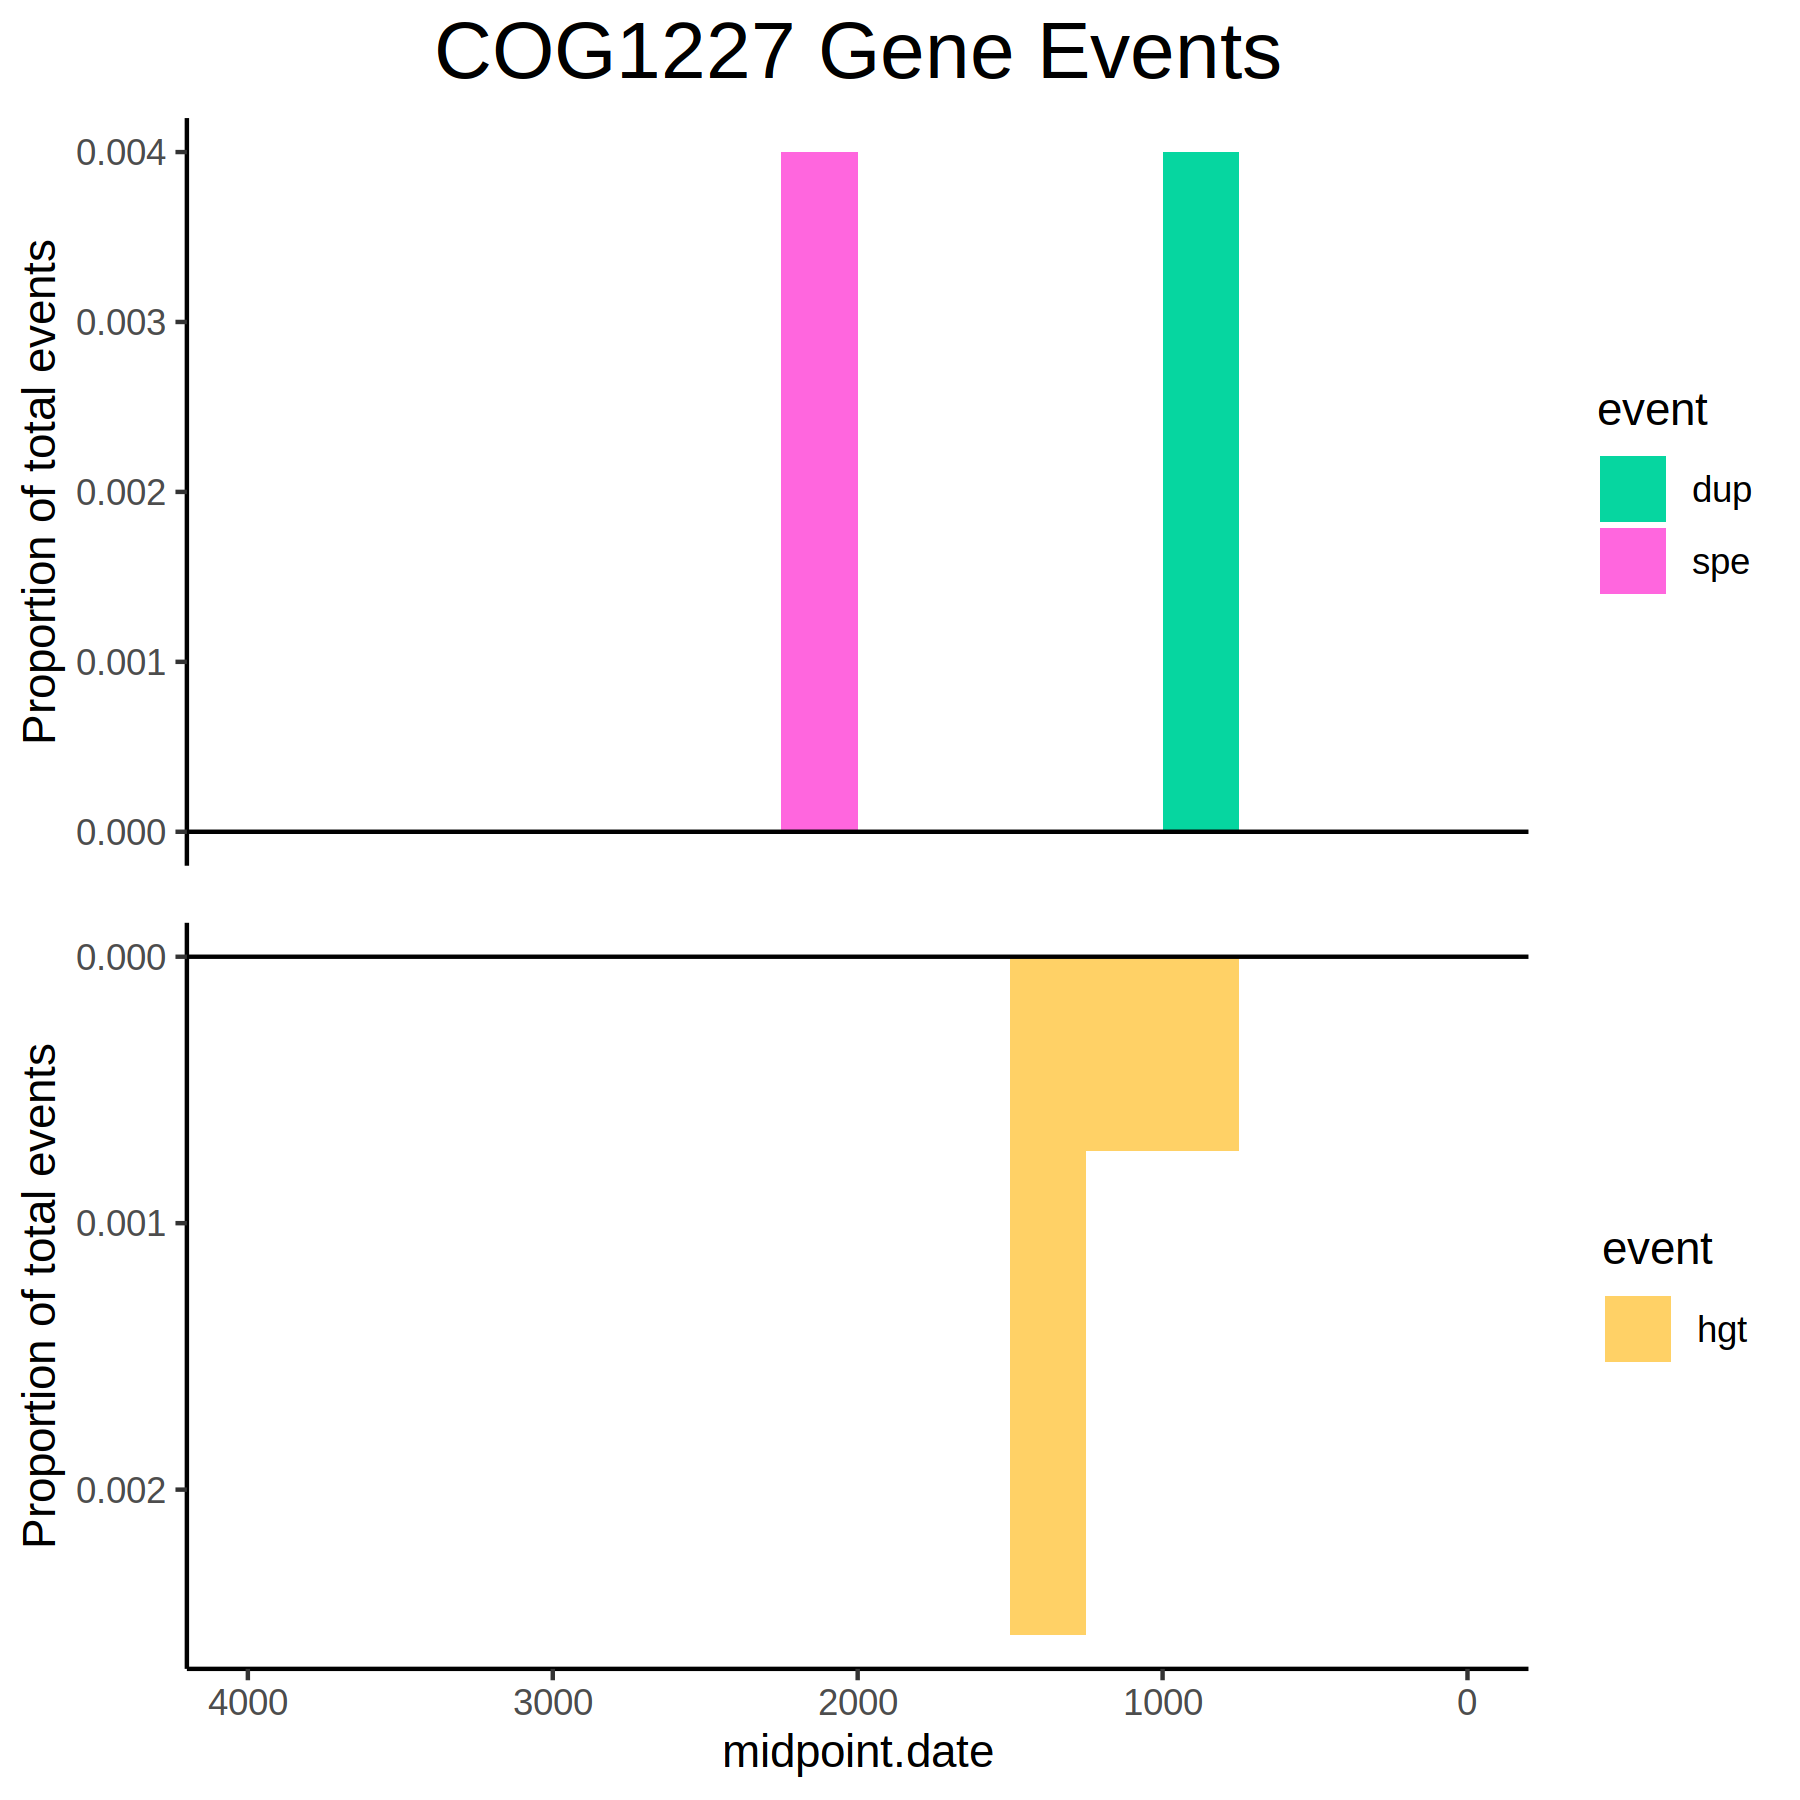 COG1227 Gene Events
Proportion of total events
0.004
0.003
0.002
0.001
0.000
event
dup
spe
Proportion of total events
0.000
0.001
0.002
event
hgt
4000 3000 2000 1000 0
midpoint.date